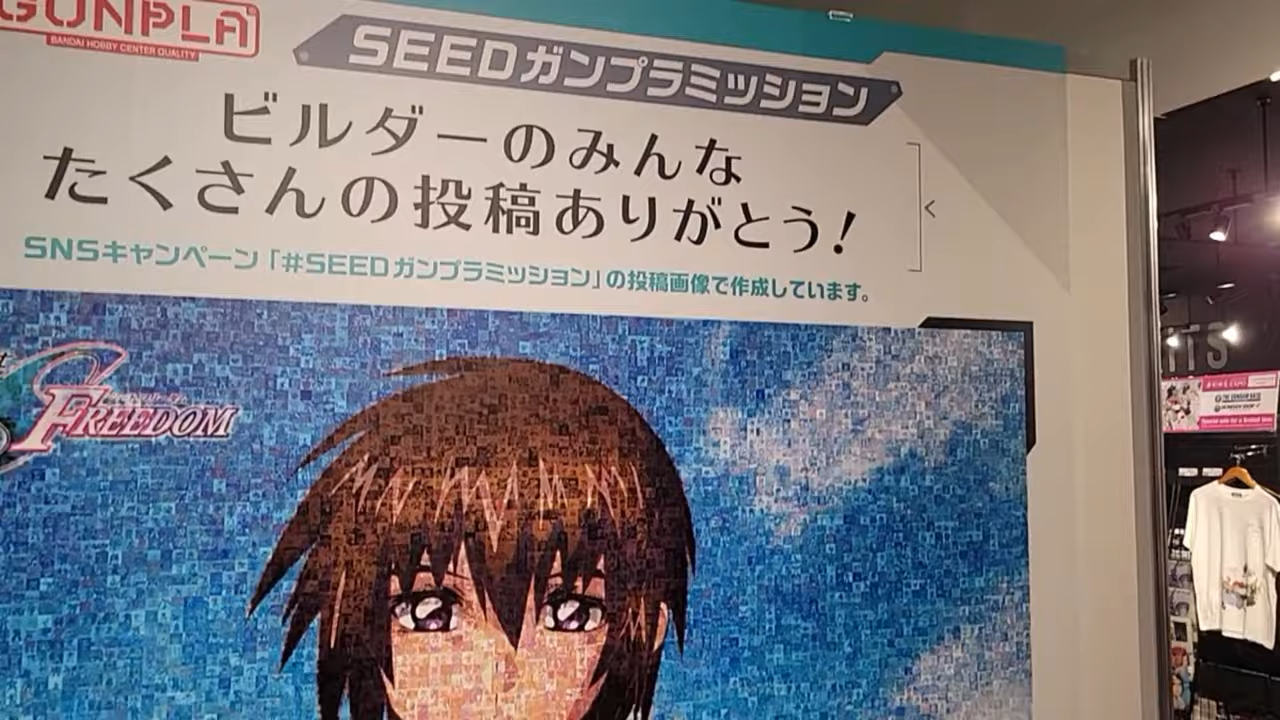 GUNPLA
BANDAI HOBBY CENTER QUALITY
SEEDガンプラミッション
ビルダーのみんな
たくさんの投稿ありがとう!
SNSキャンペーン「#SEEDガンプラミッション」の投稿画像で作成しています。
FREEDOM